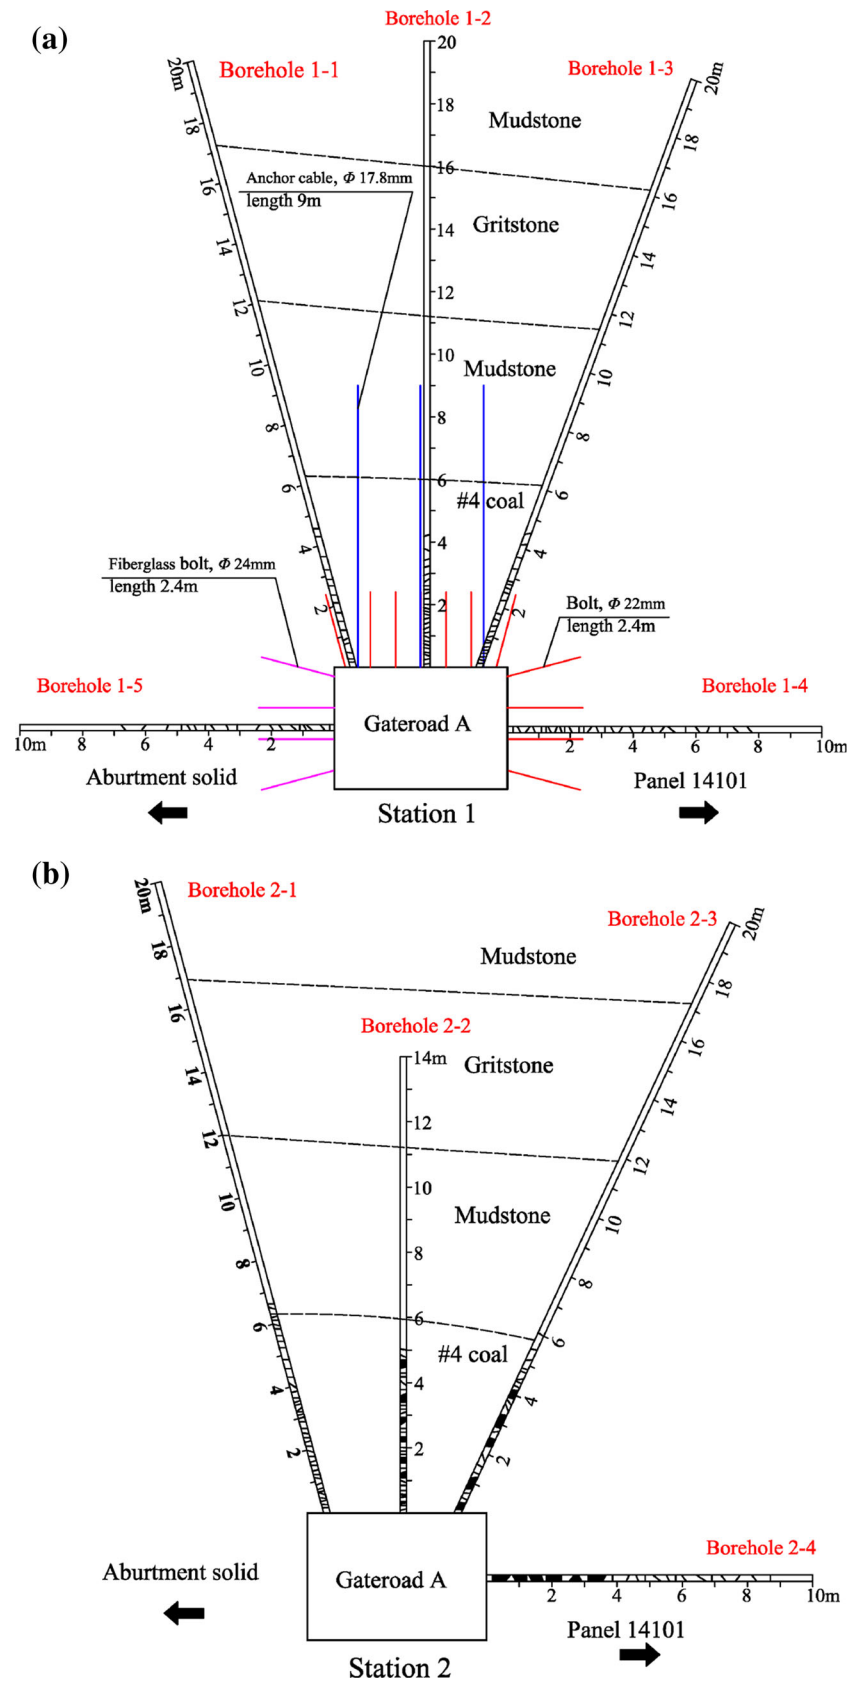 (a)
Borehole 1-2
Borehole 1-1
Borehole 1-3
20m
18
16
14
12
10
8
6
4
2
20
18
16
14
12
10
8
6
4
2
20m
18
16
14
12
10
8
6
4
2
Mudstone
Anchor cable, Φ 17.8mm
length 9m
Gritstone
Mudstone
#4 coal
Fiberglass bolt, Φ 24mm
length 2.4m
Bolt, Φ 22mm
length 2.4m
Borehole 1-5
Borehole 1-4
Gateroad A
10m 8 6 4 2
2 4 6 8 10m
Aburtment solid
Panel 14101
Station 1
(b)
Borehole 2-1
Borehole 2-3
20m
18
16
14
12
10
8
6
4
2
Mudstone
Borehole 2-2
14m
12
10
8
6
4
2
20m
18
16
14
12
10
8
6
4
2
Gritstone
Mudstone
#4 coal
Borehole 2-4
Aburtment solid
Gateroad A
2 4 6 8 10m
Panel 14101
Station 2